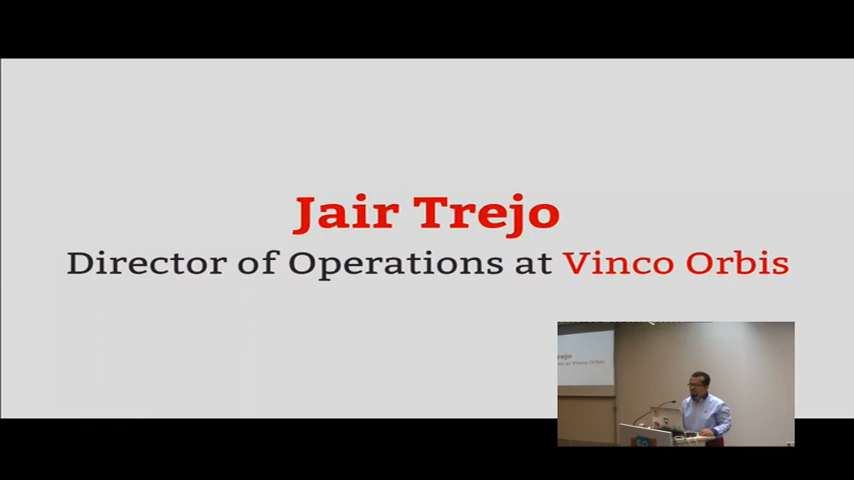 Jair Trejo
Director of Operations at Vinco Orbis